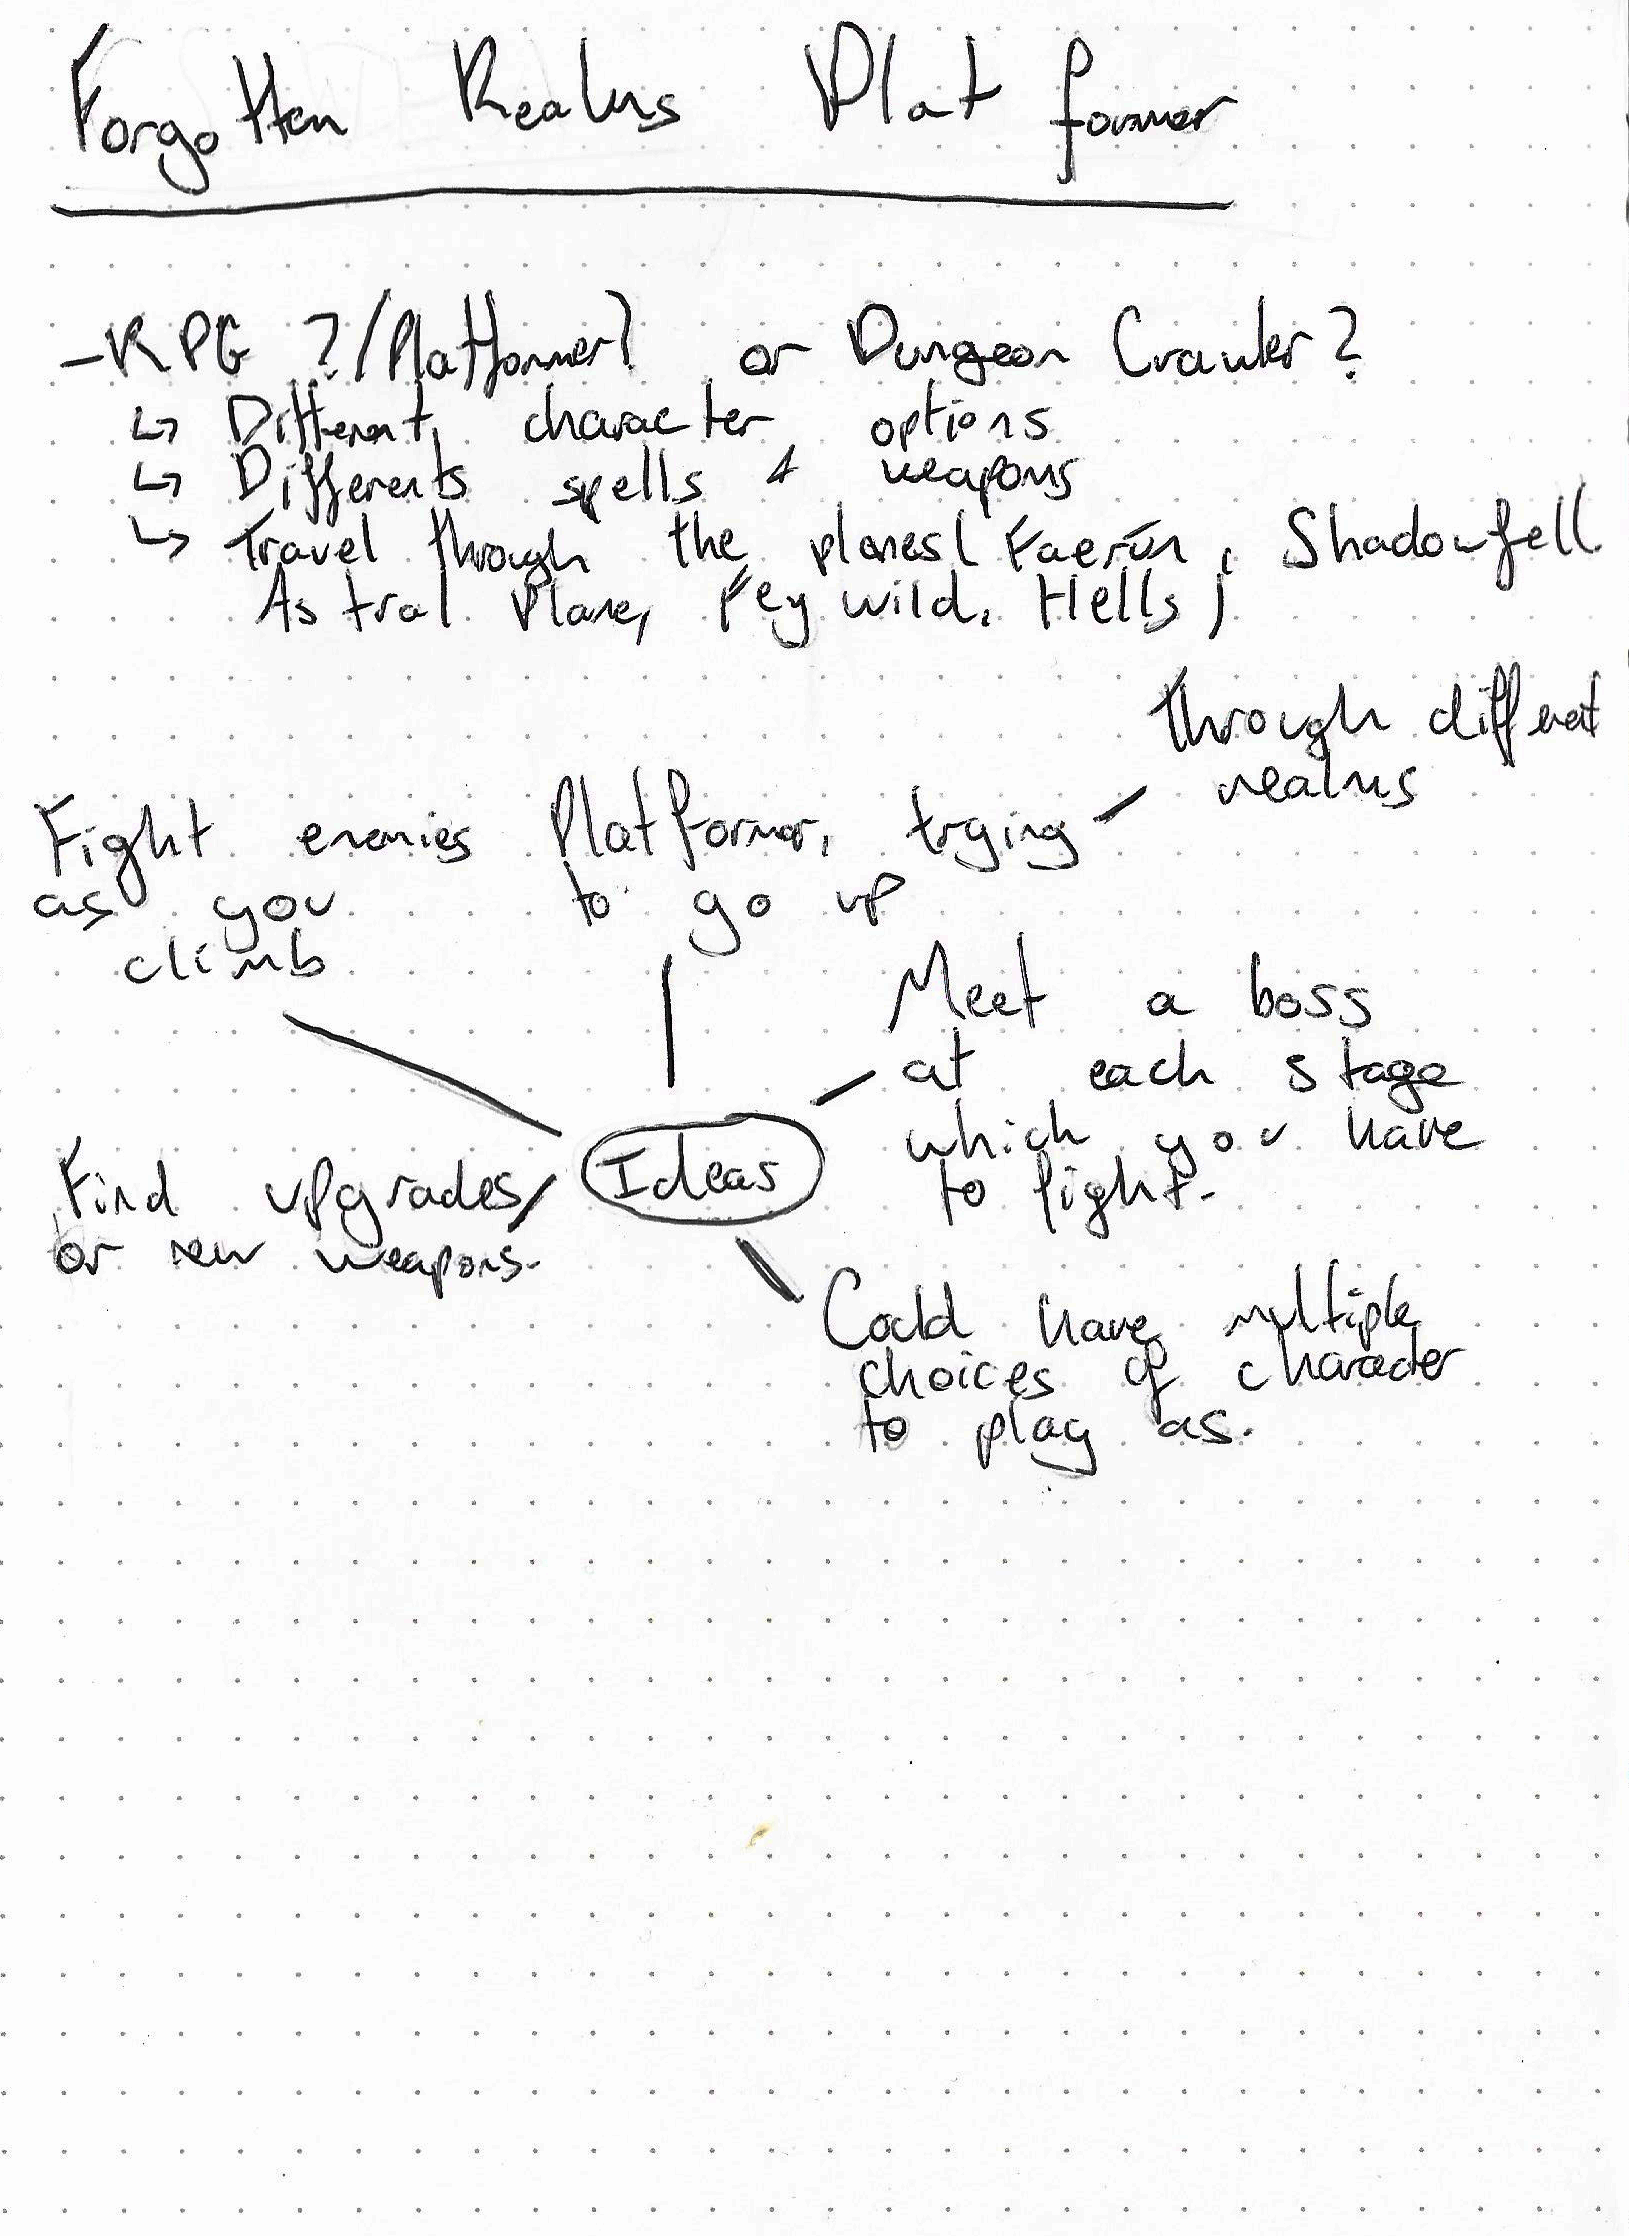 Forgotten Realms Platformer
-RPG ?/Platformer? or Dungeon Crawler?
↳ Different character options
↳ Differents spells & weapons
↳ Travel through the planes (Faerûn, Shadowfell
Astral Plane, Feywild, Hells)
through different
realms
Platformer, trying
to go up
Fight enemies
as you
climb
Meet a boss
at each stage
which you have
to fight.
Ideas
Find upgrades
or new weapons.
Could have multiple
choices of character
to play as.